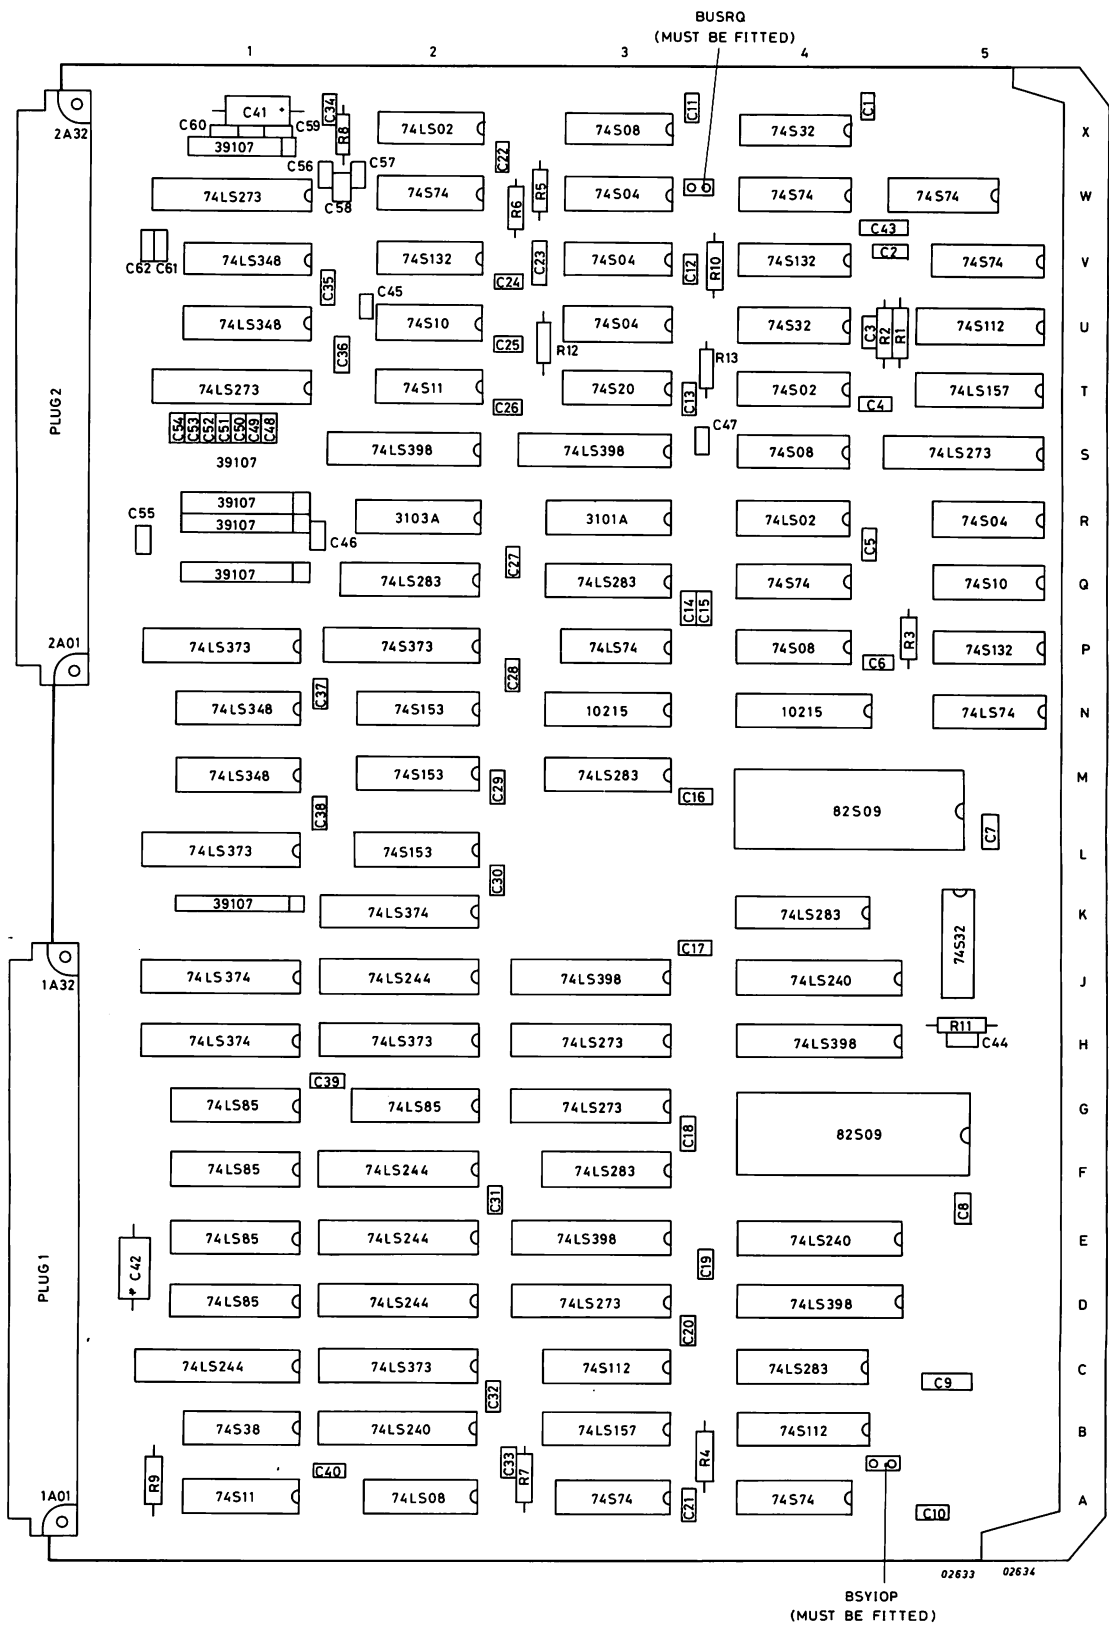 BUSRQ
(MUST BE FITTED)
1 2 3 4 5
2A32
C60 C41 C59 C34 R8 74LS02 74S08 C11 74S32 C1 X
39107
C56 C57 C22
74LS273 C58 74S74 R6 R5 74S04 74S74 74S74 W
C43
C62 C61 74LS348 C35 74S132 C24 C23 74S04 C12 R10 74S132 C2 74S74 V
C45
74LS348 74S10 74S04 74S32 C3 R2 R1 74S112 U
C36 C25 R12 R13
74LS273 74S11 74S20 C13 74S02 74LS157 T
C26 C4
PLUG2
C54 C53 C52 C51 C50 C49 C48
C47
39107 74LS398 74LS398 74S08 74LS273 S
39107
C55 39107 C46 3103A 3101A 74LS02 C5 74S04 R
C27
39107 74LS283 74LS283 74S74 74S10 Q
C14 C15
2A01
74LS373 74S373 74LS74 74S08 C6 R3 74S132 P
C37 C28
74LS348 74S153 10215 10215 74LS74 N
74LS348 74S153 C29 74LS283 C16 M
82S09
C38 C7
74LS373 74S153 L
C30
39107 74LS374 74LS283 74S32 K
C17
1A32
74LS374 74LS244 74LS398 74LS240 J
R11
74LS374 74LS373 74LS273 74LS398 C44 H
C39
74LS85 74LS85 74LS273 C18 G
82S09
74LS85 74LS244 74LS283 F
C31 C8
74LS85 74LS244 74LS398 74LS240 E
C42 C19
PLUG1
74LS85 74LS244 74LS273 74LS398 D
C20
74LS244 74LS373 74S112 74LS283 C
C32 C9
74S38 74LS240 74LS157 74S112 B
R9 C40 C33 R7 R4
1A01
74S11 74LS08 74S74 C21 74S74 C10 A
02633 02634
BSYIOP
(MUST BE FITTED)